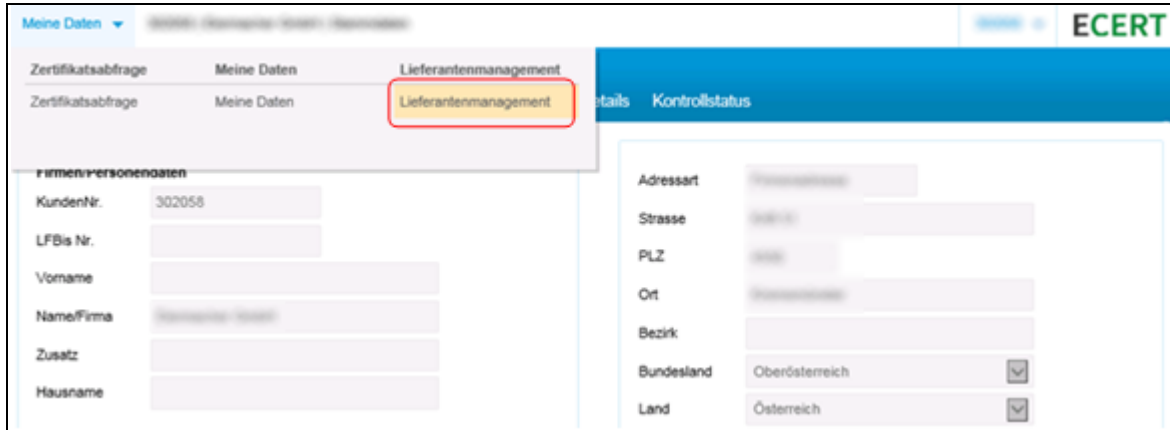 Meine Daten
ECERT
Zertifikatsabfrage Meine Daten Lieferantenmanagement
Zertifikatsabfrage Meine Daten Lieferantenmanagement
Kontrollstatus
Firmen/Personendaten
KundenNr. 302058
LFBis Nr.
Vorname
Name/Firma
Zusatz
Hausname
Adressart
Strasse
PLZ
Ort
Bezirk
Bundesland Oberösterreich
Land Österreich